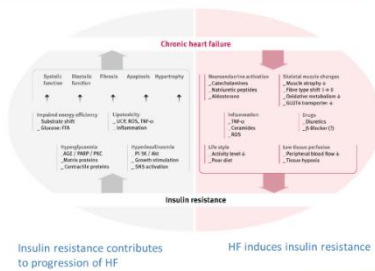 Chronic heart failure
Systolic function
Diastolic function
Fibrosis
Apoptosis
Hypertrophy
Impaired energy efficiency
Substrate shift
Glucose: FFA
Lipotoxicity
UCP, ROS, TNF-α
Inflammation
Hyperglycaemia
AGE / PARP / PKC
Matrix proteins
Contractile proteins
Hyperinsulinaemia
PI 3K / Akt
Growth stimulation
SNS activation
Neuroendocrine activation
Catecholamines
Natriuretic peptides
Aldosterone
Skeletal muscle changes
Muscle atrophy ↓
Fibre type shift I → II
Oxidative metabolism ↓
GLUT4 transporter ↓
Inflammation
TNF-α
Ceramides
ROS
Drugs
Diuretics
β-Blocker (?)
Life style
Activity level ↓
Poor diet
Low tissue perfusion
Peripheral blood flow ↓
Tissue hypoxia
Insulin resistance
Insulin resistance contributes
to progression of HF
HF induces insulin resistance